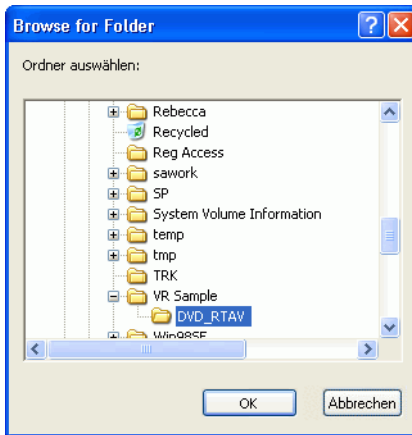 Browse for Folder
Ordner auswählen:
Rebecca
Recycled
Reg Access
sawork
SP
System Volume Information
temp
tmp
TRK
VR Sample
DVD_RTAV
Win98SE
OK
Abbrechen